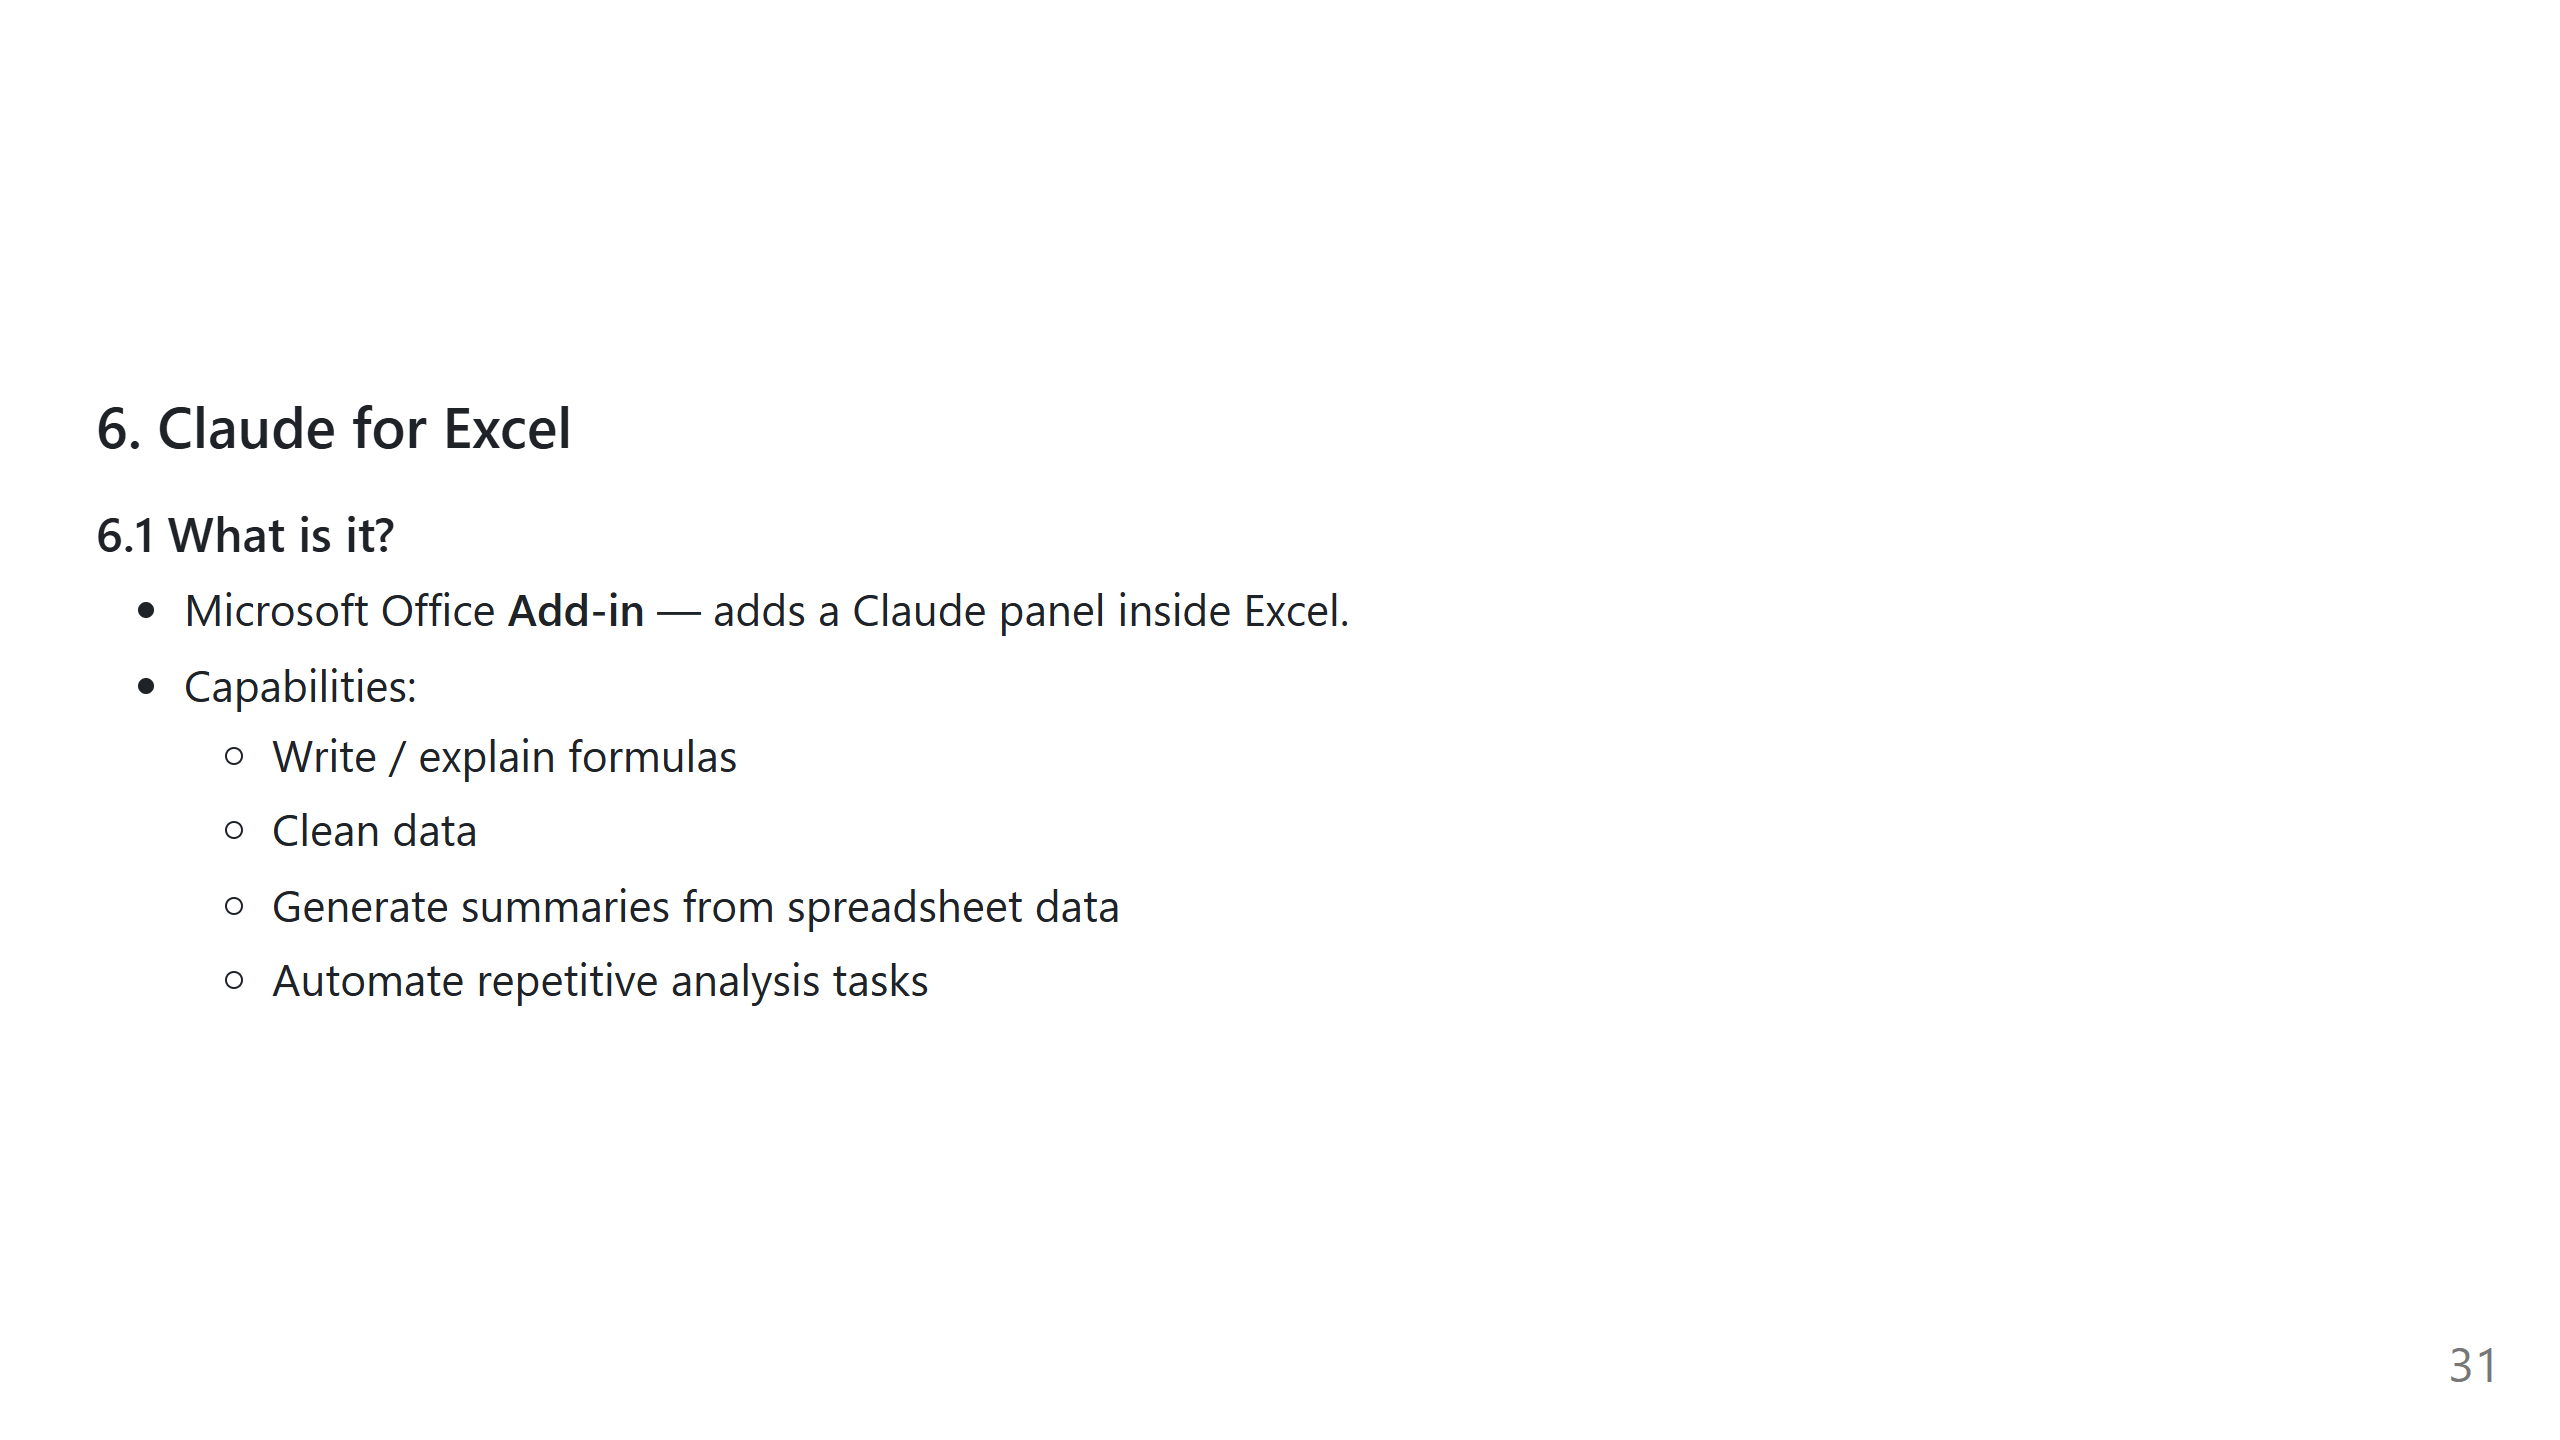 6. Claude for Excel
6.1 What is it?
• Microsoft Office Add-in — adds a Claude panel inside Excel.
• Capabilities:
◦ Write / explain formulas
◦ Clean data
◦ Generate summaries from spreadsheet data
◦ Automate repetitive analysis tasks
31